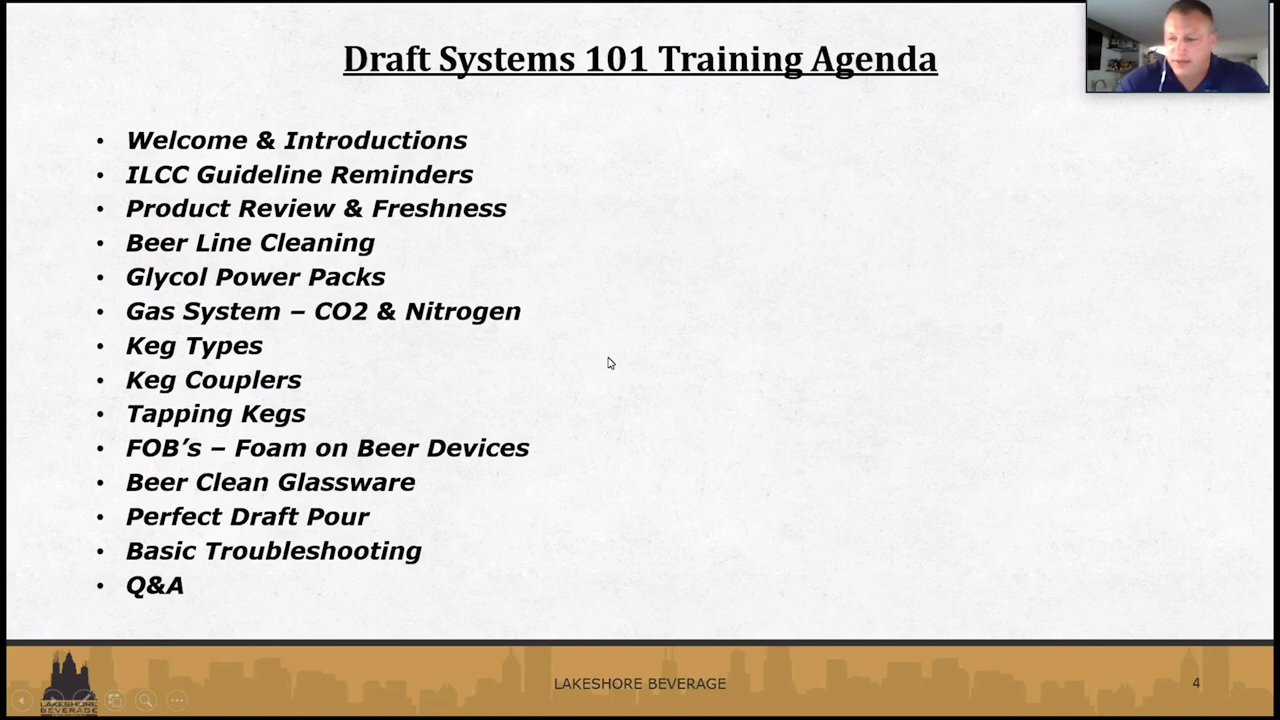 Draft Systems 101 Training Agenda
• Welcome & Introductions
• ILCC Guideline Reminders
• Product Review & Freshness
• Beer Line Cleaning
• Glycol Power Packs
• Gas System – CO2 & Nitrogen
• Keg Types
• Keg Couplers
• Tapping Kegs
• FOB’s – Foam on Beer Devices
• Beer Clean Glassware
• Perfect Draft Pour
• Basic Troubleshooting
• Q&A
LAKESHORE BEVERAGE
LAKESHORE BEVERAGE
4